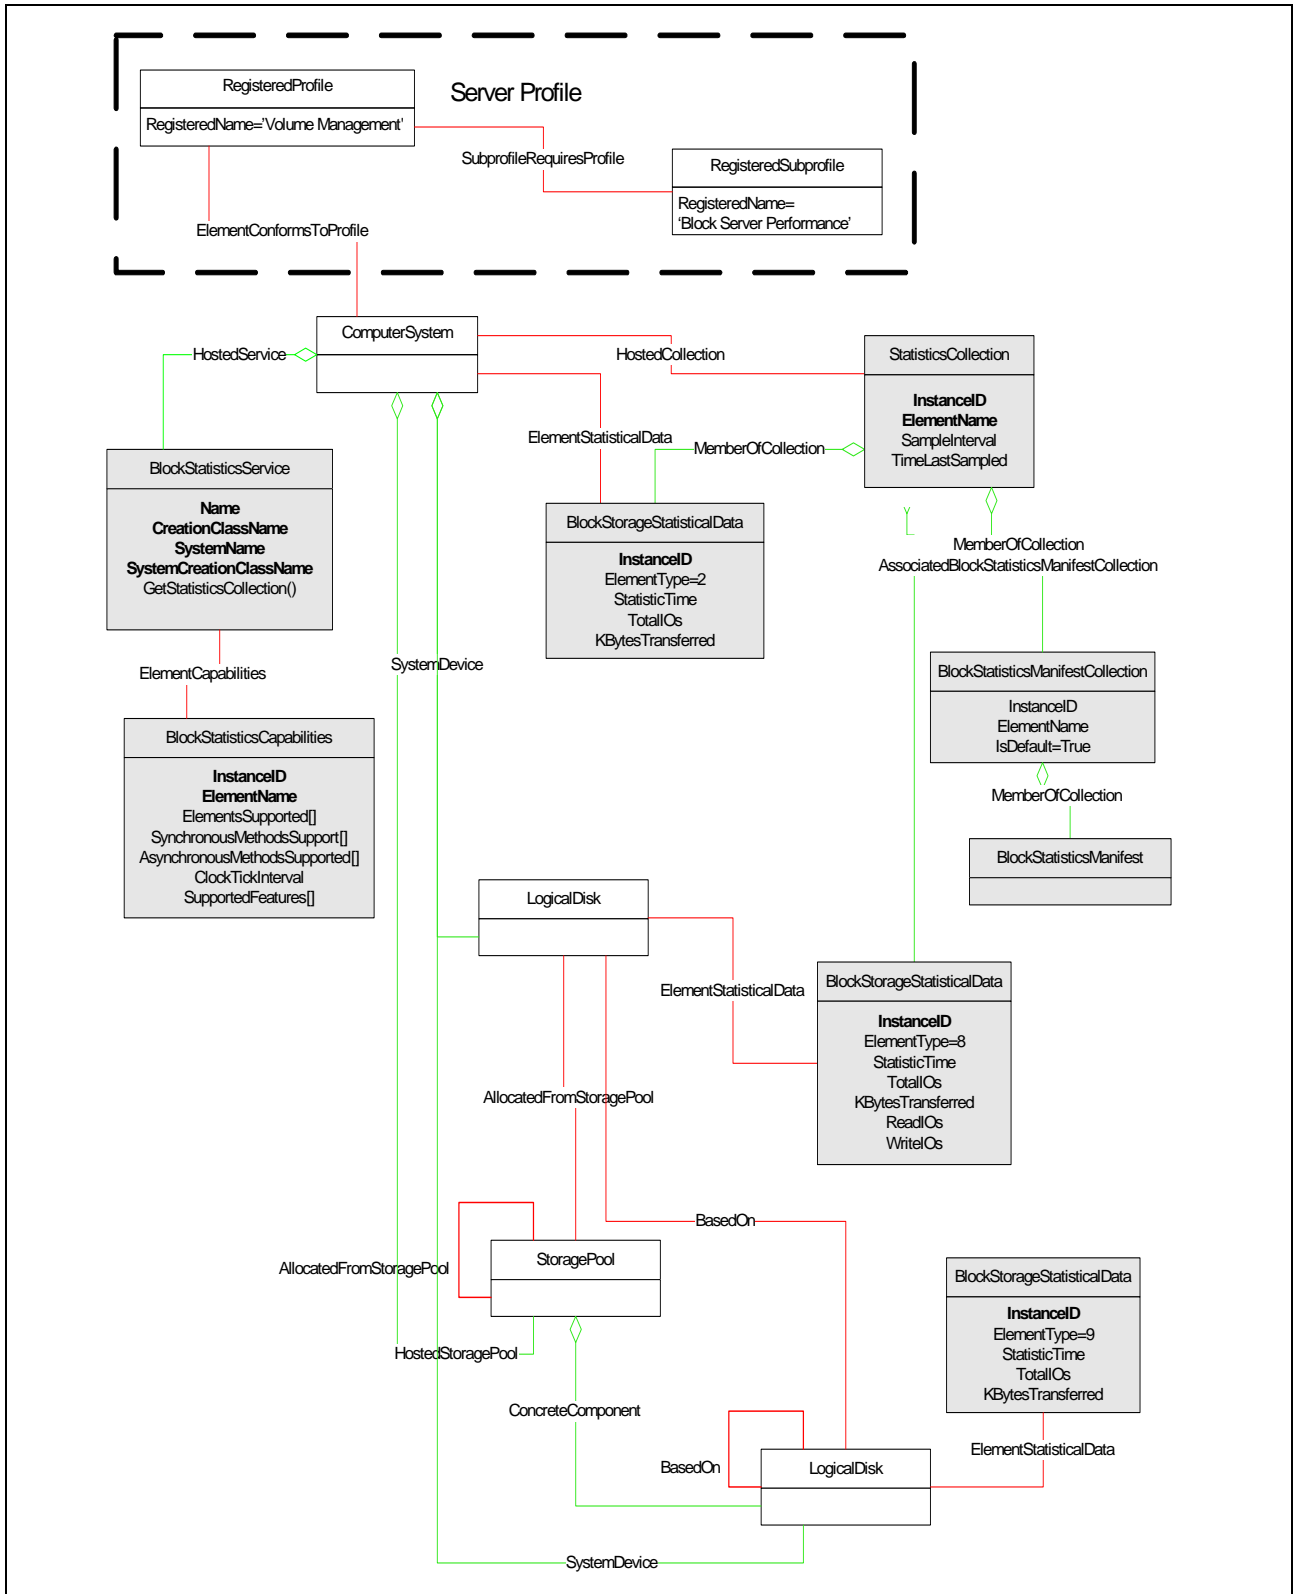 RegisteredProfile
RegisteredName='Volume Management'
Server Profile
SubprofileRequiresProfile
RegisteredSubprofile
RegisteredName=
'Block Server Performance'
ElementConformsToProfile
ComputerSystem
HostedService
HostedCollection
StatisticsCollection
InstanceID
ElementName
SampleInterval
TimeLastSampled
ElementStatisticalData
MemberOfCollection
BlockStatisticsService
Name
CreationClassName
SystemName
SystemCreationClassName
GetStatisticsCollection()
BlockStorageStatisticalData
InstanceID
ElementType=2
StatisticTime
TotalIOs
KBytesTransferred
MemberOfCollection
AssociatedBlockStatisticsManifestCollection
SystemDevice
ElementCapabilities
BlockStatisticsManifestCollection
InstanceID
ElementName
IsDefault=True
BlockStatisticsCapabilities
InstanceID
ElementName
ElementsSupported[]
SynchronousMethodsSupport[]
AsynchronousMethodsSupported[]
ClockTickInterval
SupportedFeatures[]
MemberOfCollection
BlockStatisticsManifest
LogicalDisk
ElementStatisticalData
BlockStorageStatisticalData
InstanceID
ElementType=8
StatisticTime
TotalIOs
KBytesTransferred
ReadIOs
WriteIOs
AllocatedFromStoragePool
BasedOn
StoragePool
AllocatedFromStoragePool
HostedStoragePool
BlockStorageStatisticalData
InstanceID
ElementType=9
StatisticTime
TotalIOs
KBytesTransferred
ConcreteComponent
ElementStatisticalData
BasedOn
LogicalDisk
SystemDevice